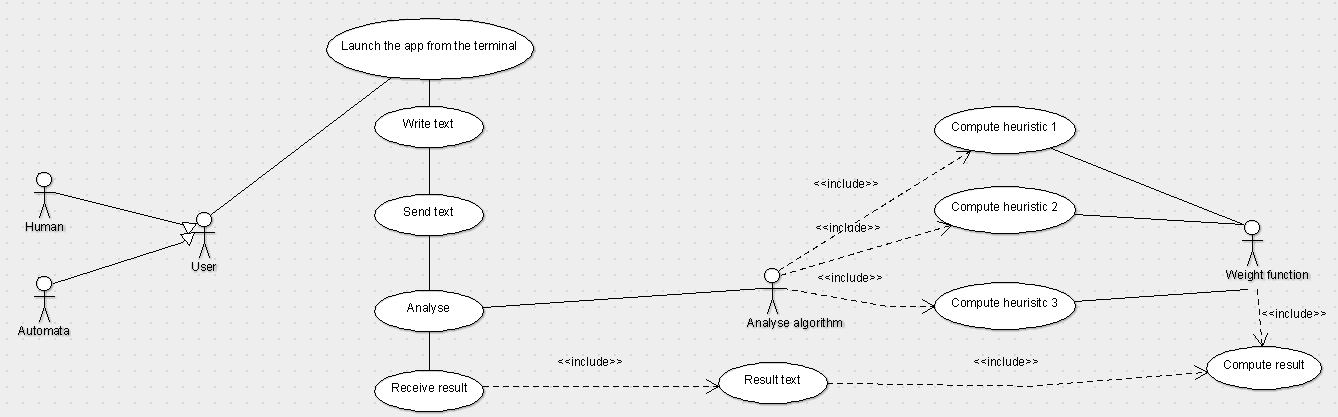 Launch the app from the terminal
Write text
Send text
Analyse
Receive result
Human
Automata
User
<<include>>
<<include>>
<<include>>
Analyse algorithm
Compute heuristic 1
Compute heuristic 2
Compute heurisitc 3
Weight function
<<include>>
<<include>>
Result text
<<include>>
Compute result